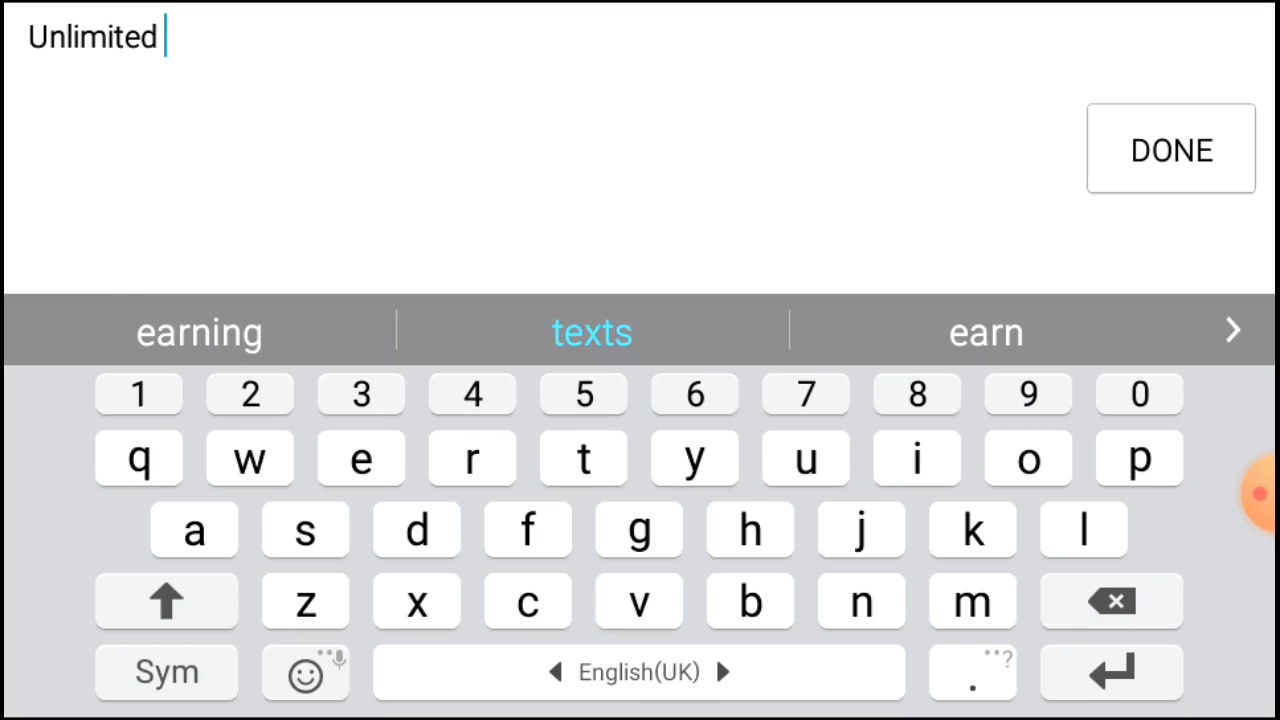 Unlimited
DONE
earning texts earn
1 2 3 4 5 6 7 8 9 0
q w e r t y u i o p
a s d f g h j k l
z x c v b n m
Sym English(UK) . ?